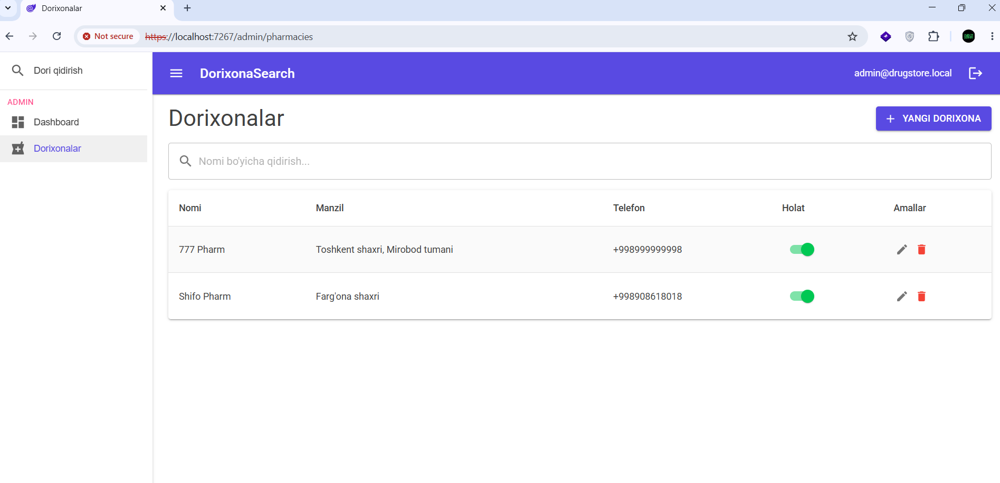 Dorixonalar
Not secure https://localhost:7267/admin/pharmacies
Dori qidirish
ADMIN
Dashboard
Dorixonalar
DorixonaSearch
admin@drugstore.local
Dorixonalar
YANGI DORIXONA
Nomi bo'yicha qidirish...
Nomi Manzil Telefon Holat Amallar
777 Pharm Toshkent shaxri, Mirobod tumani +998999999998
Shifo Pharm Farg'ona shaxri +998908618018